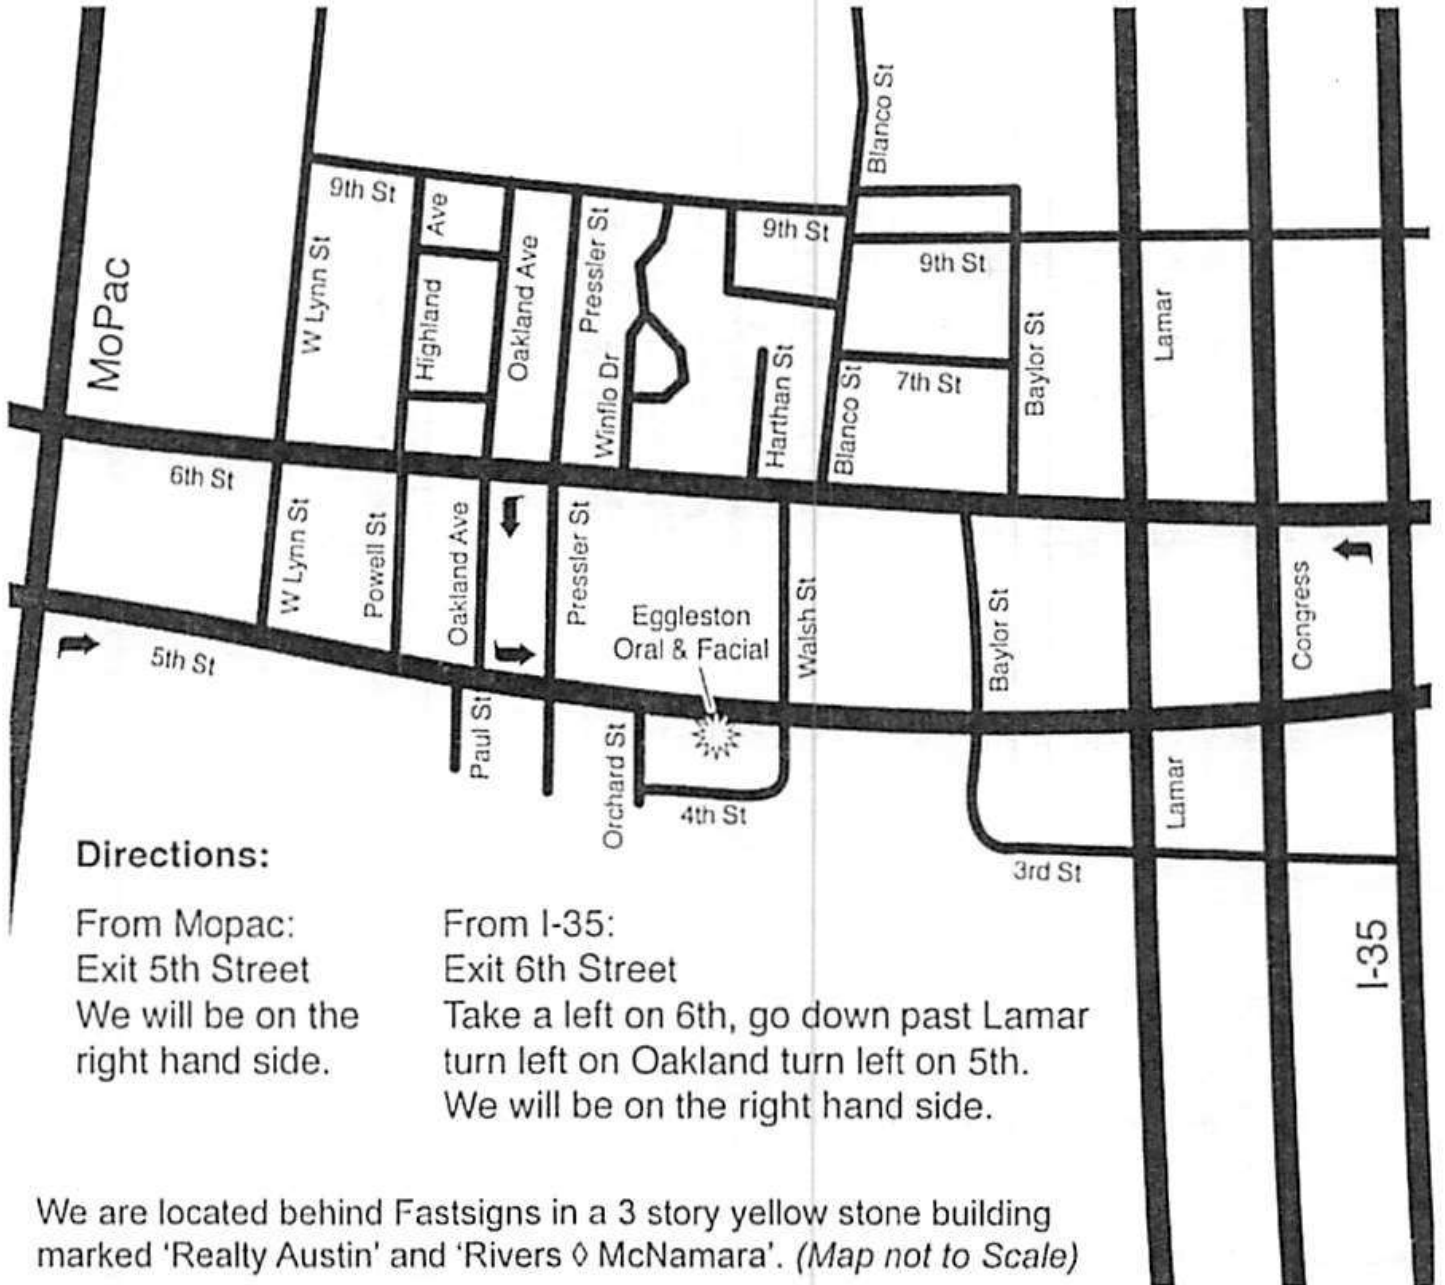 Blanco St
9th St
Ave
Pressler St
9th St
9th St
W Lynn St
Oakland Ave
MoPac
Highland
Winflo Dr
Harthan St
Blanco St
7th St
Baylor St
Lamar
6th St
W Lynn St
Powell St
Oakland Ave
Pressler St
Eggleston
Oral & Facial
Walsh St
Baylor St
Congress
5th St
Paul St
Orchard St
4th St
Lamar
3rd St
I-35
Directions:
From Mopac:
Exit 5th Street
We will be on the
right hand side.
From I-35:
Exit 6th Street
Take a left on 6th, go down past Lamar
turn left on Oakland turn left on 5th.
We will be on the right hand side.
We are located behind Fastsigns in a 3 story yellow stone building
marked ‘Realty Austin’ and ‘Rivers ◊ McNamara’. (Map not to Scale)